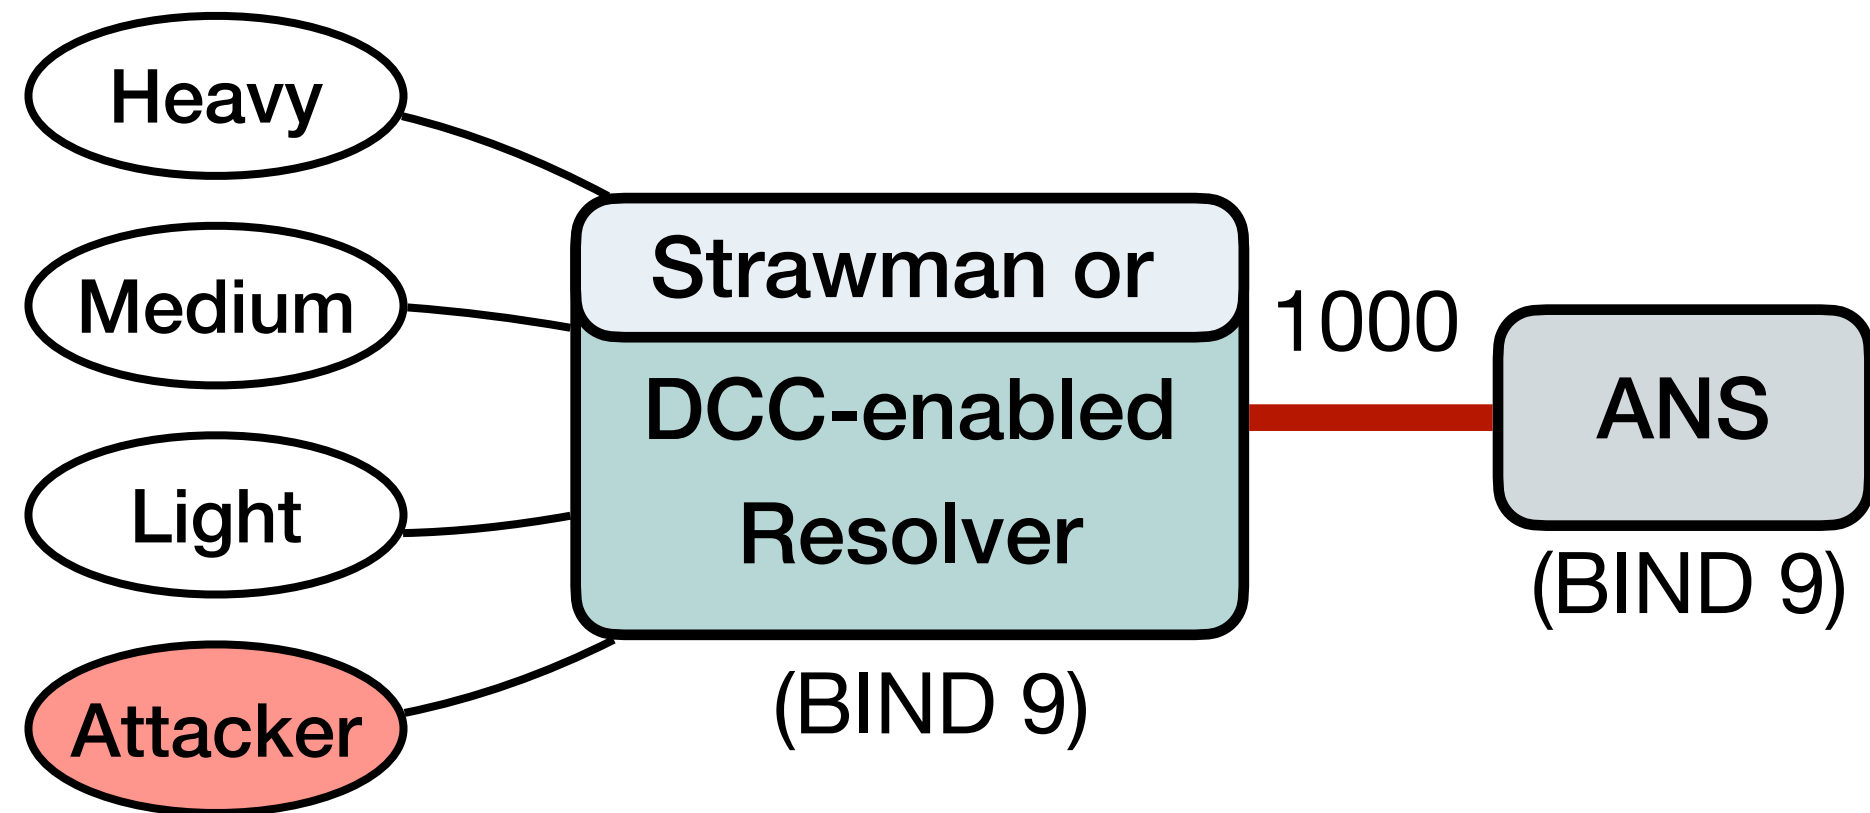 Heavy
Medium
Light
Attacker
Strawman or
DCC-enabled
Resolver
(BIND 9)
1000
ANS
(BIND 9)